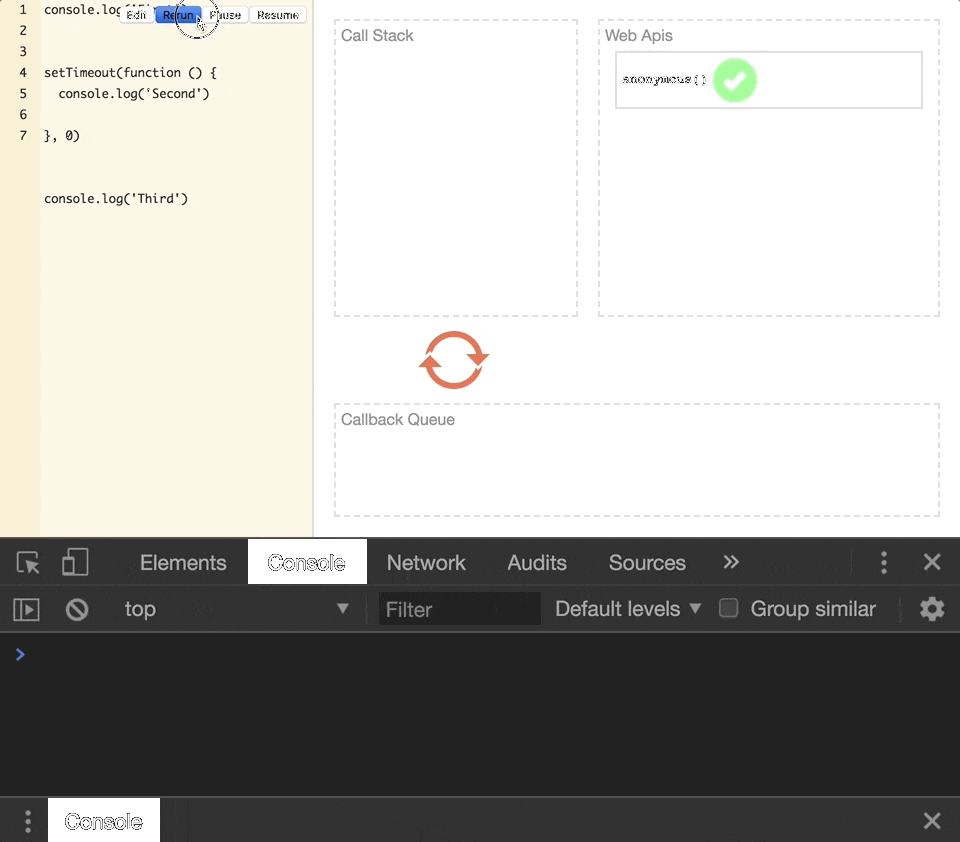 1 console.log('Fi
Edit Rerun Pause Resume
2
3
4 setTimeout(function () {
5 console.log('Second')
6
7 }, 0)
console.log('Third')
Call Stack
Web Apis
anonymous()
Callback Queue
Elements Console Network Audits Sources »
top ▼ Filter Default levels ▼ Group similar
>
Console